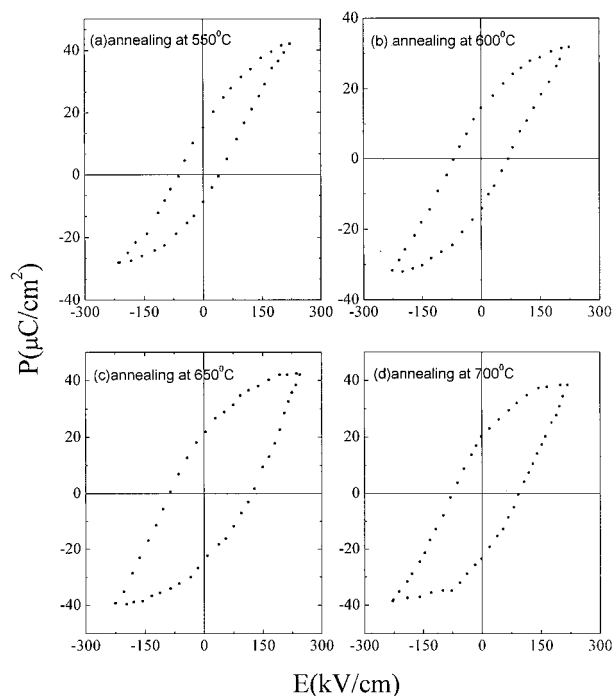 (a)annealing at 550⁰C
(b) annealing at 600⁰C
40
20
0
-20
-40
40
20
0
-20
-40
-300 -150 0 150 300
-300 -150 0 150 300
P(μC/cm²)
(c)annealing at 650⁰C
(d)annealing at 700⁰C
40
20
0
-20
-40
40
20
0
-20
-40
-300 -150 0 150 300
-300 -150 0 150 300
E(kV/cm)